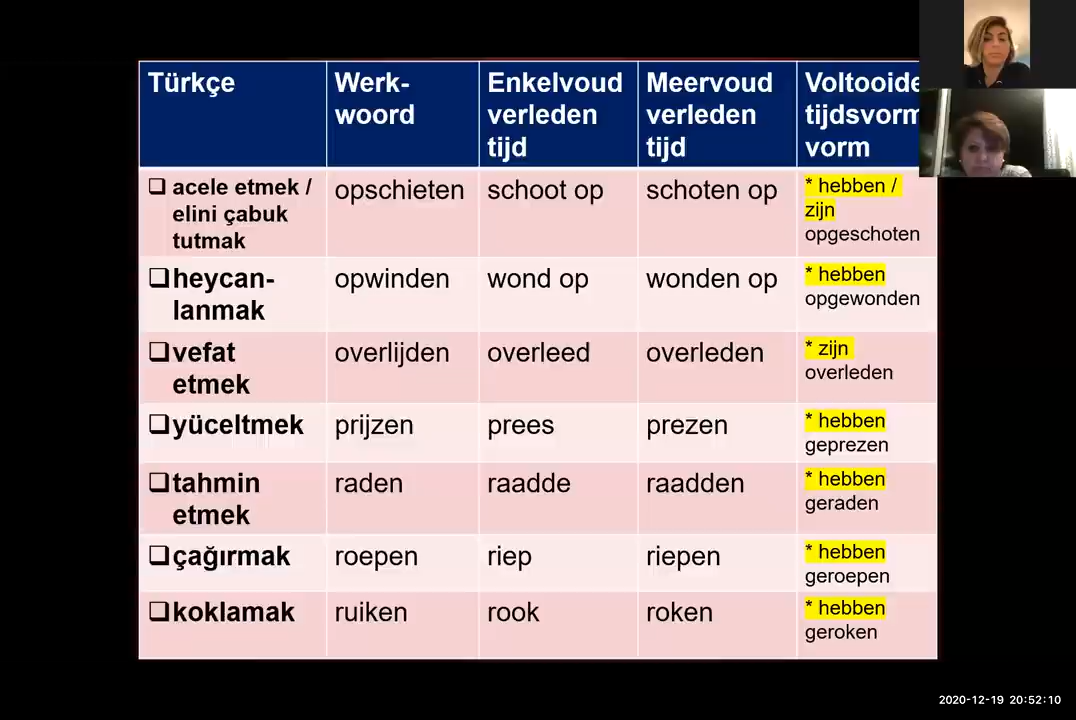 Türkçe
Werk-
woord
Enkelvoud
verleden
tijd
Meervoud
verleden
tijd
Voltooide
tijdsvorm
vorm
❑ acele etmek /
elini çabuk
tutmak
opschieten
schoot op
schoten op
* hebben /
zijn
opgeschoten
❑ heycan-
lanmak
opwinden
wond op
wonden op
* hebben
opgewonden
❑ vefat
etmek
overlijden
overleed
overleden
* zijn
overleden
❑ yüceltmek
prijzen
prees
prezen
* hebben
geprezen
❑ tahmin
etmek
raden
raadde
raadden
* hebben
geraden
❑ çağırmak
roepen
riep
riepen
* hebben
geroepen
❑ koklamak
ruiken
rook
roken
* hebben
geroken
2020-12-19 20:52:10